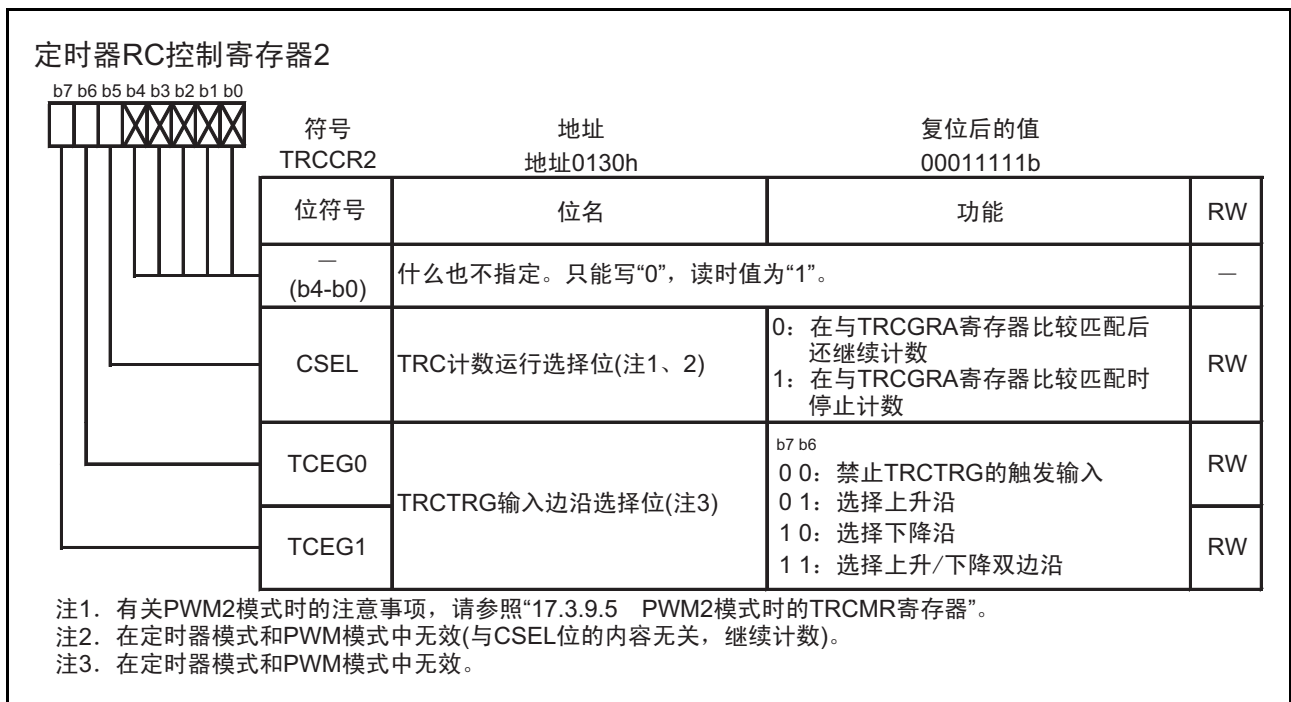 定时器RC控制寄存器2
b7 b6 b5 b4 b3 b2 b1 b0
符号 地址 复位后的值
TRCCR2 地址0130h 00011111b
位符号 位名 功能 RW
— (b4-b0) 什么也不指定。只能写“0”，读时值为“1”。 —
CSEL TRC计数运行选择位(注1、2) 0：在与TRCGRA寄存器比较匹配后
还继续计数
1：在与TRCGRA寄存器比较匹配时
停止计数
RW
TCEG0 TRCTRG输入边沿选择位(注3) b7 b6
0 0：禁止TRCTRG的触发输入
0 1：选择上升沿
RW
TCEG1 1 0：选择下降沿
1 1：选择上升/下降双边沿
RW
注1．有关PWM2模式时的注意事项，请参照“17.3.9.5 PWM2模式时的TRCMR寄存器”。
注2．在定时器模式和PWM模式中无效(与CSEL位的内容无关，继续计数)。
注3．在定时器模式和PWM模式中无效。